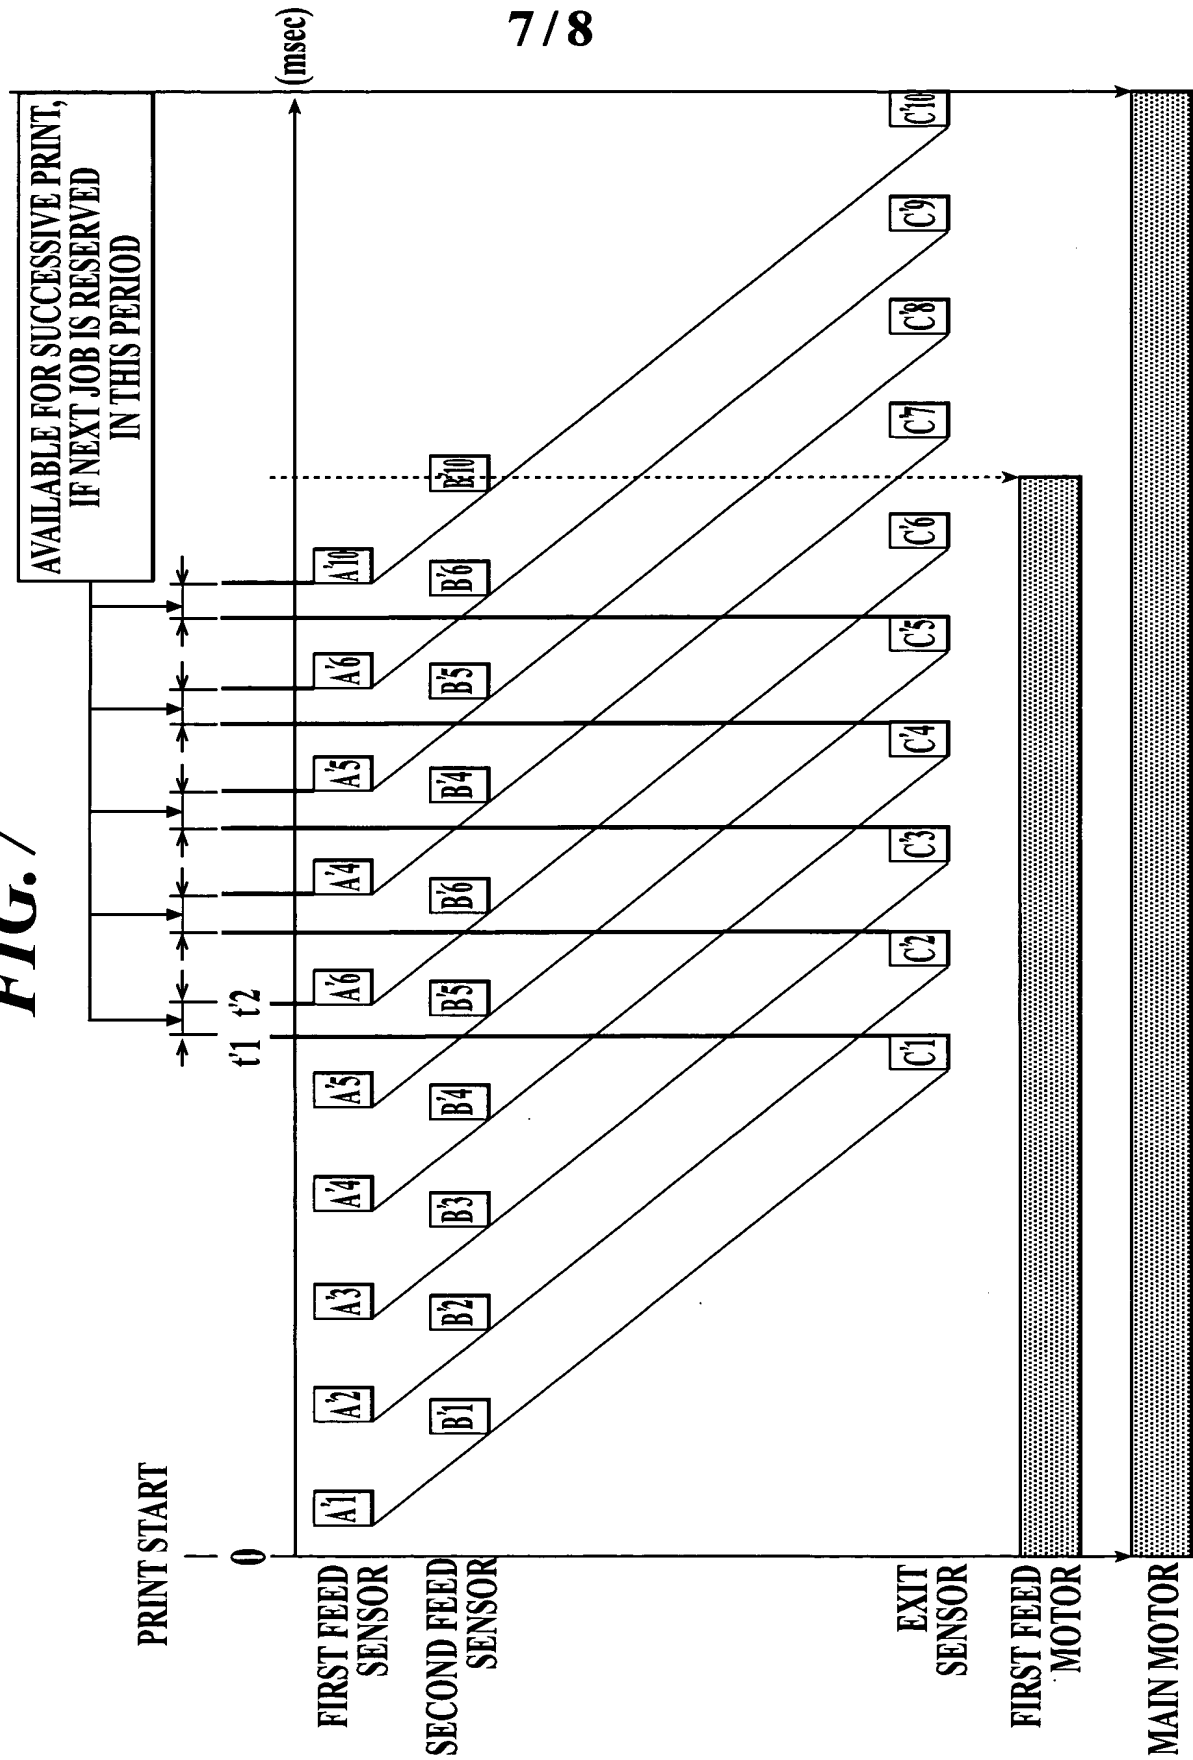 7/8
FIG. 7
AVAILABLE FOR SUCCESSIVE PRINT,
IF NEXT JOB IS RESERVED
IN THIS PERIOD
PRINT START
0
t'1
t'2
(msec)
FIRST FEED
SENSOR
A'1
A'2
A'3
A'4
A'5
A'6
A'4
A'5
A'6
A'10
SECOND FEED
SENSOR
B'1
B'2
B'3
B'4
B'5
B'6
B'4
B'5
B'6
B'10
EXIT
SENSOR
C'1
C'2
C'3
C'4
C'5
C'6
C'7
C'8
C'9
C'10
FIRST FEED
MOTOR
MAIN MOTOR